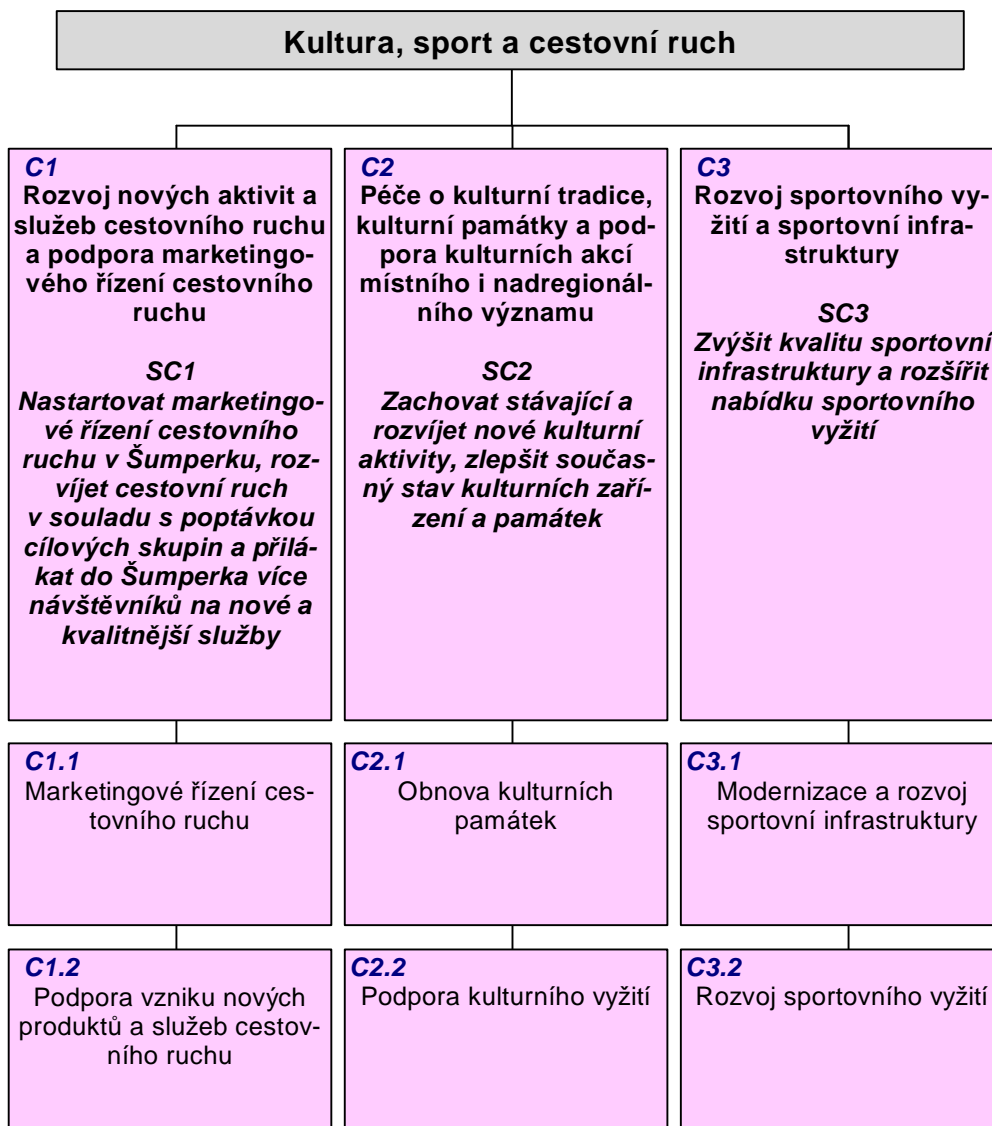 Kultura, sport a cestovní ruch
C1
Rozvoj nových aktivit a
služeb cestovního ruchu
a podpora marketingo-
vého řízení cestovního
ruchu
SC1
Nastartovat marketingo-
vé řízení cestovního
ruchu v Šumperku, roz-
víjet cestovní ruch
v souladu s poptávkou
cílových skupin a přilá-
kat do Šumperka více
návštěvníků na nové a
kvalitnější služby
C2
Péče o kulturní tradice,
kulturní památky a pod-
pora kulturních akcí
místního i nadregionál-
ního významu
SC2
Zachovat stávající a
rozvíjet nové kulturní
aktivity, zlepšit součas-
ný stav kulturních zaří-
zení a památek
C3
Rozvoj sportovního vy-
žití a sportovní infra-
struktury
SC3
Zvýšit kvalitu sportovní
infrastruktury a rozšířit
nabídku sportovního
vyžití
C1.1
Marketingové řízení ces-
tovního ruchu
C2.1
Obnova kulturních
památek
C3.1
Modernizace a rozvoj
sportovní infrastruktury
C1.2
Podpora vzniku nových
produktů a služeb cestov-
ního ruchu
C2.2
Podpora kulturního vyžití
C3.2
Rozvoj sportovního vyžití